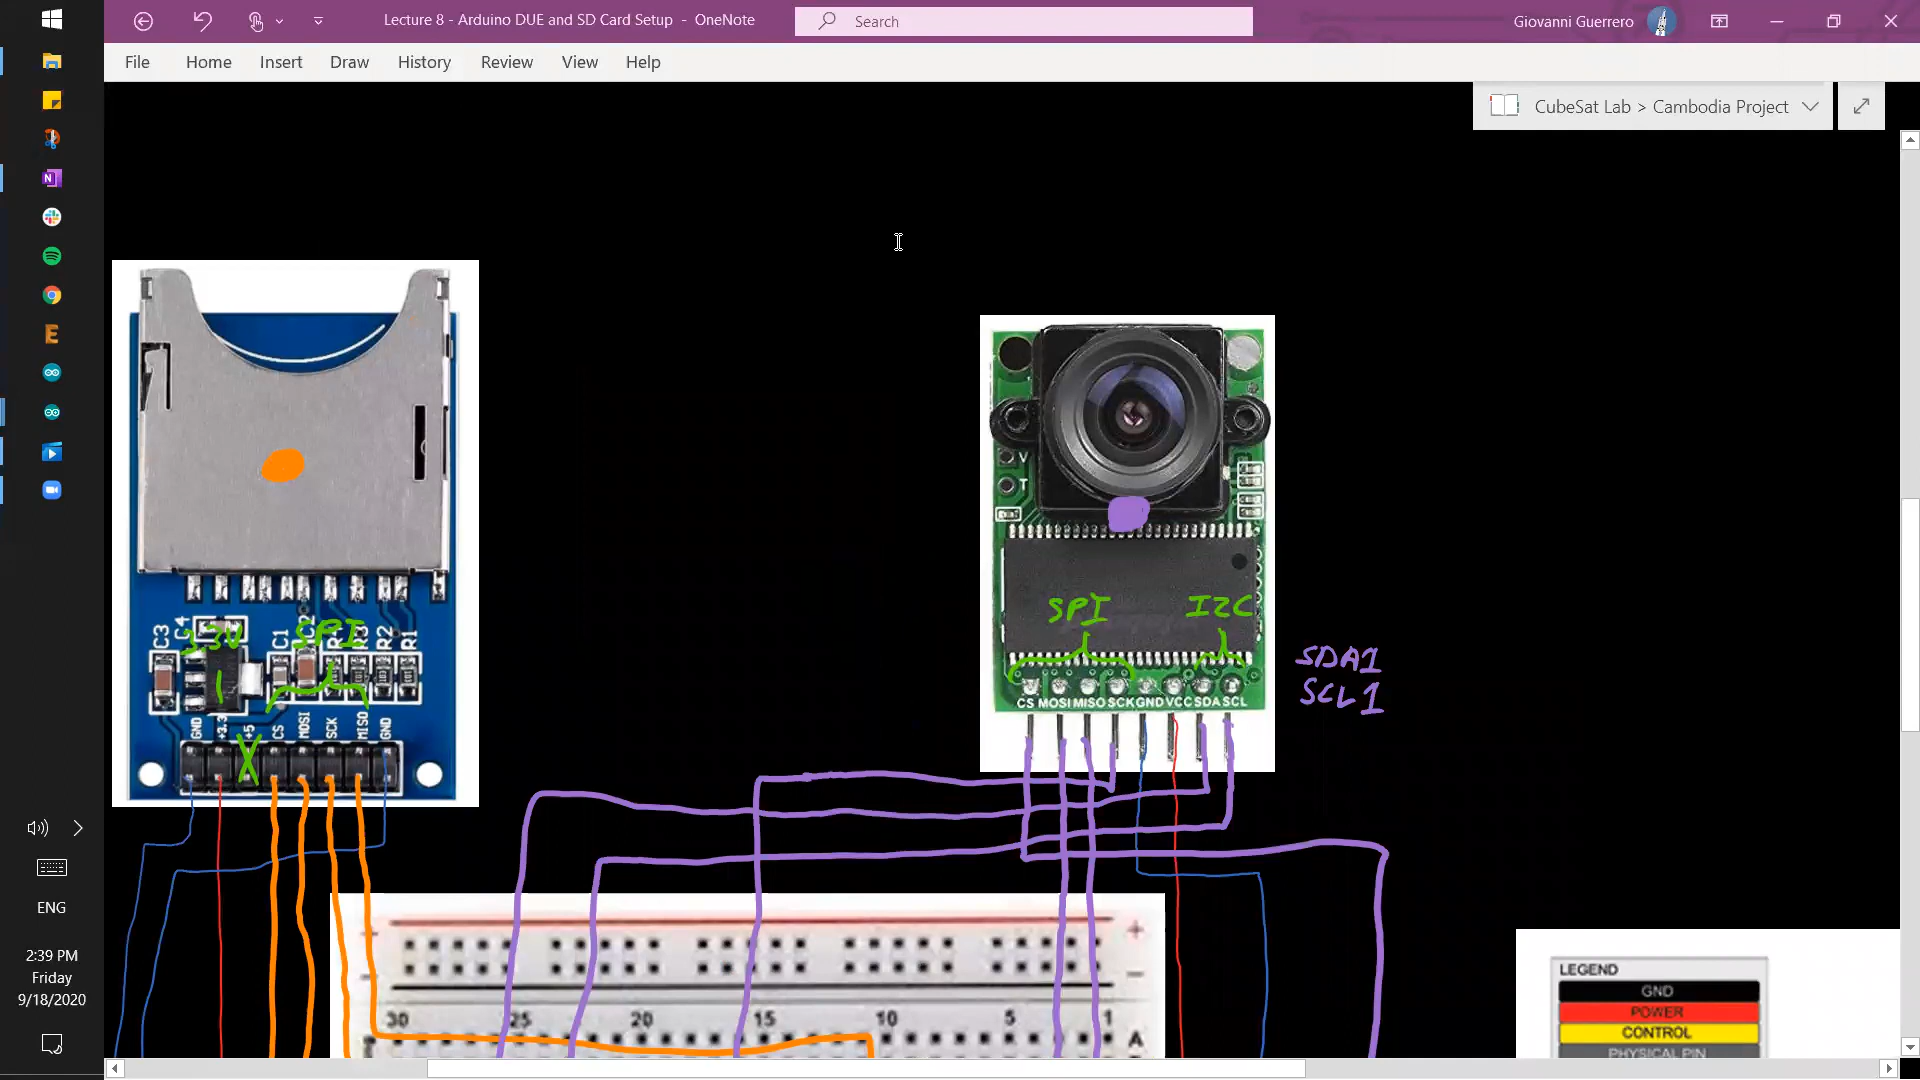 Lecture 8 - Arduino DUE and SD Card Setup - OneNote
Search
Giovanni Guerrero
File Home Insert Draw History Review View Help
CubeSat Lab > Cambodia Project
SPI I2C
SDA1
SCL1
CS MOSI MISO SCK GND VCC SDA SCL
V
T
C3 C4 3.3V C1 C2 SPI R4 R3 R2 R1
GND +3.3 +5 CS MOSI SCK MISO GND
X
+
−
30 25 20 15 10 5 1
A
+
−
LEGEND
GND
POWER
CONTROL
PHYSICAL PIN
ENG
2:39 PM
Friday
9/18/2020